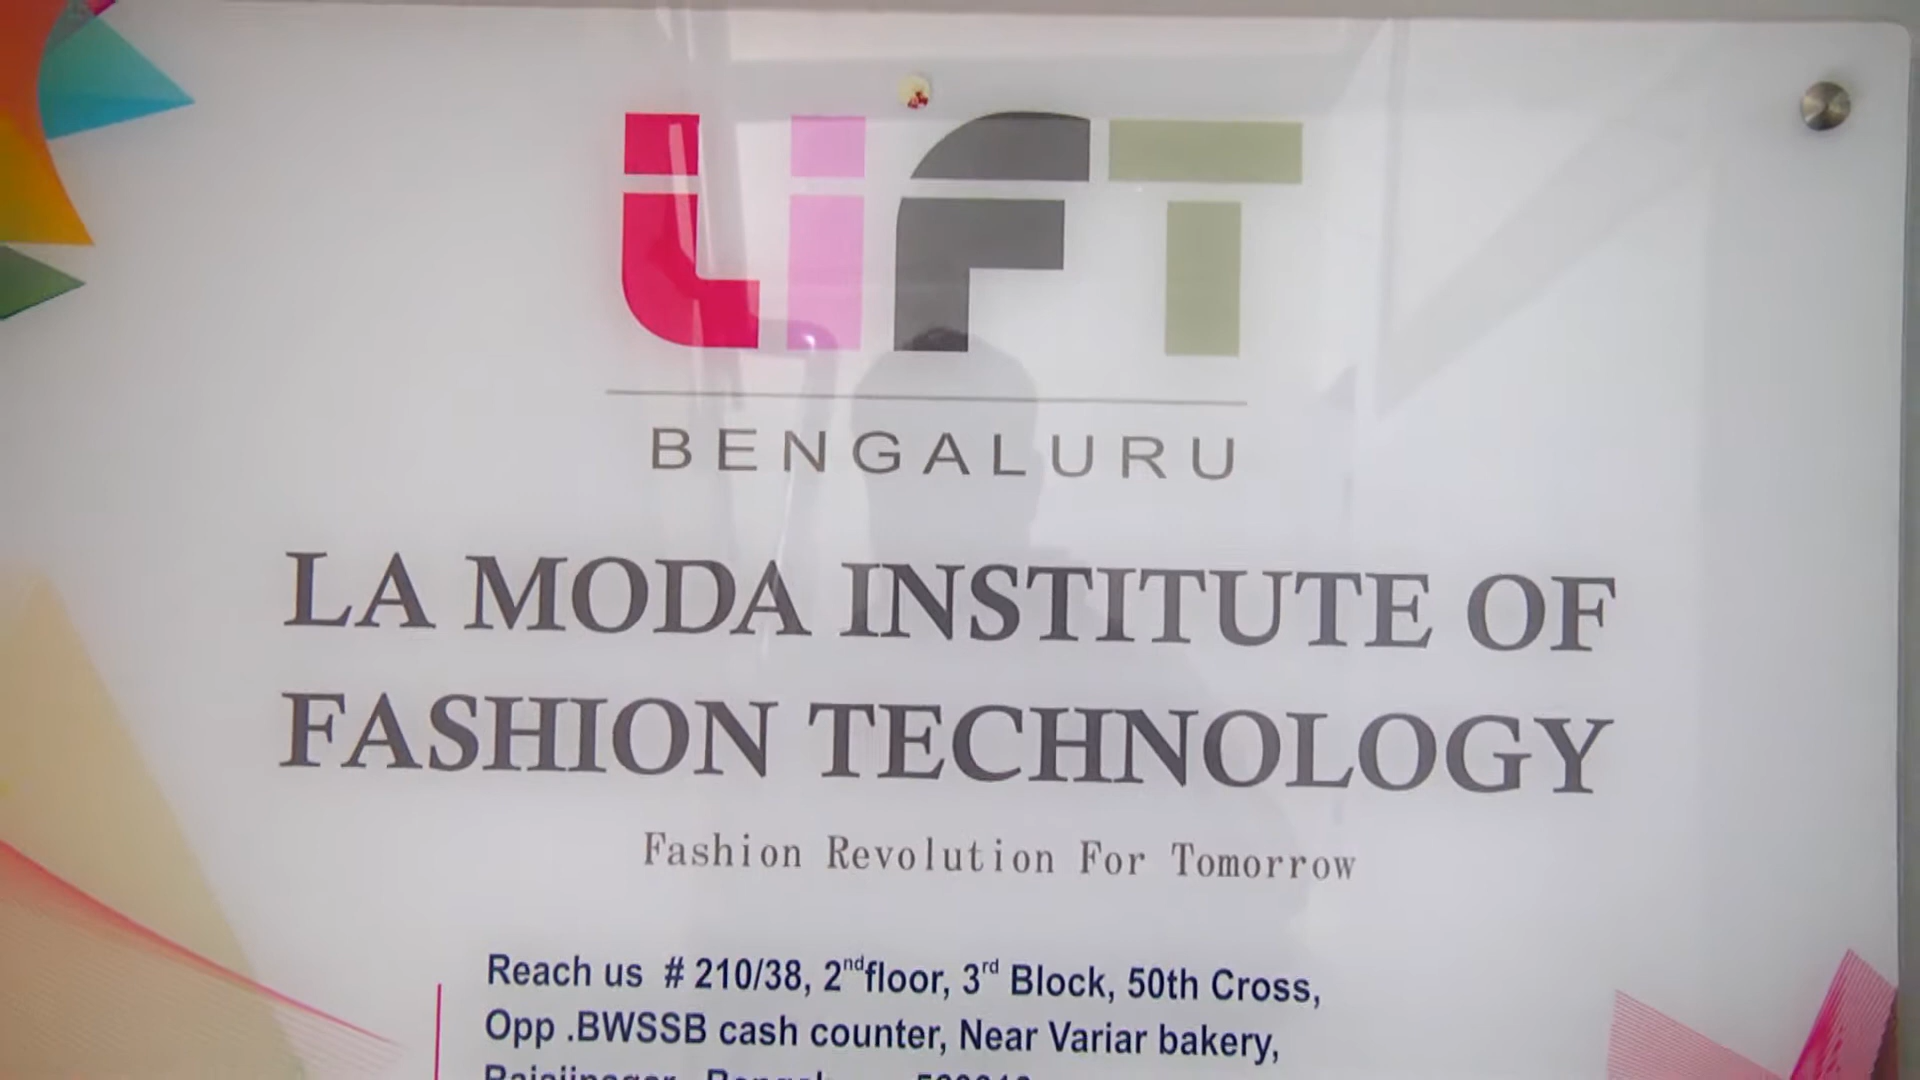 LiFT
BENGALURU
LA MODA INSTITUTE OF
FASHION TECHNOLOGY
Fashion Revolution For Tomorrow
Reach us # 210/38, 2nd floor, 3rd Block, 50th Cross,
Opp .BWSSB cash counter, Near Variar bakery,